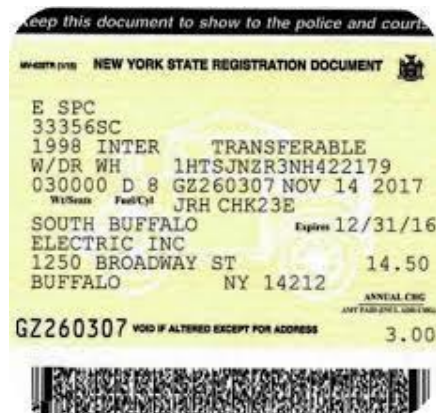 Keep this document to show to the police and courts
NEW YORK STATE REGISTRATION DOCUMENT
E SPC
33356SC
1998 INTER TRANSFERABLE
W/DR WH 1HTSJNZR3NH422179
030000 D 8 GZ260307 NOV 14 2017
Wt/Seats Fuel/Cyl JRH CHK23E
SOUTH BUFFALO Expires 12/31/16
ELECTRIC INC
1250 BROADWAY ST 14.50
BUFFALO NY 14212
ANNUAL CHG
GZ260307 VOID IF ALTERED EXCEPT FOR ADDRESS
3.00